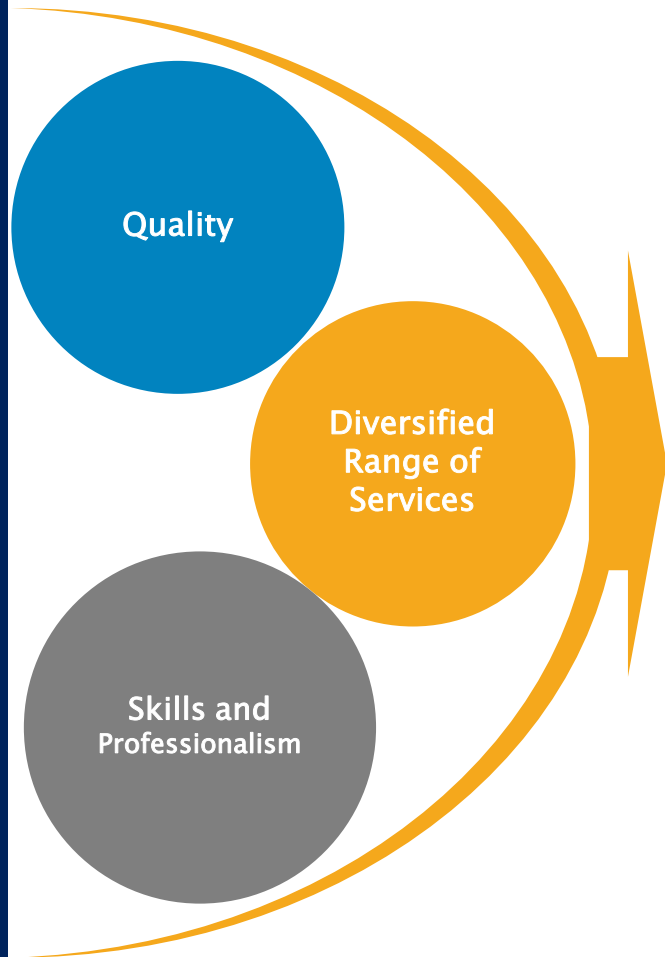 Quality
Diversified
Range of
Services
Skills and
Professionalism